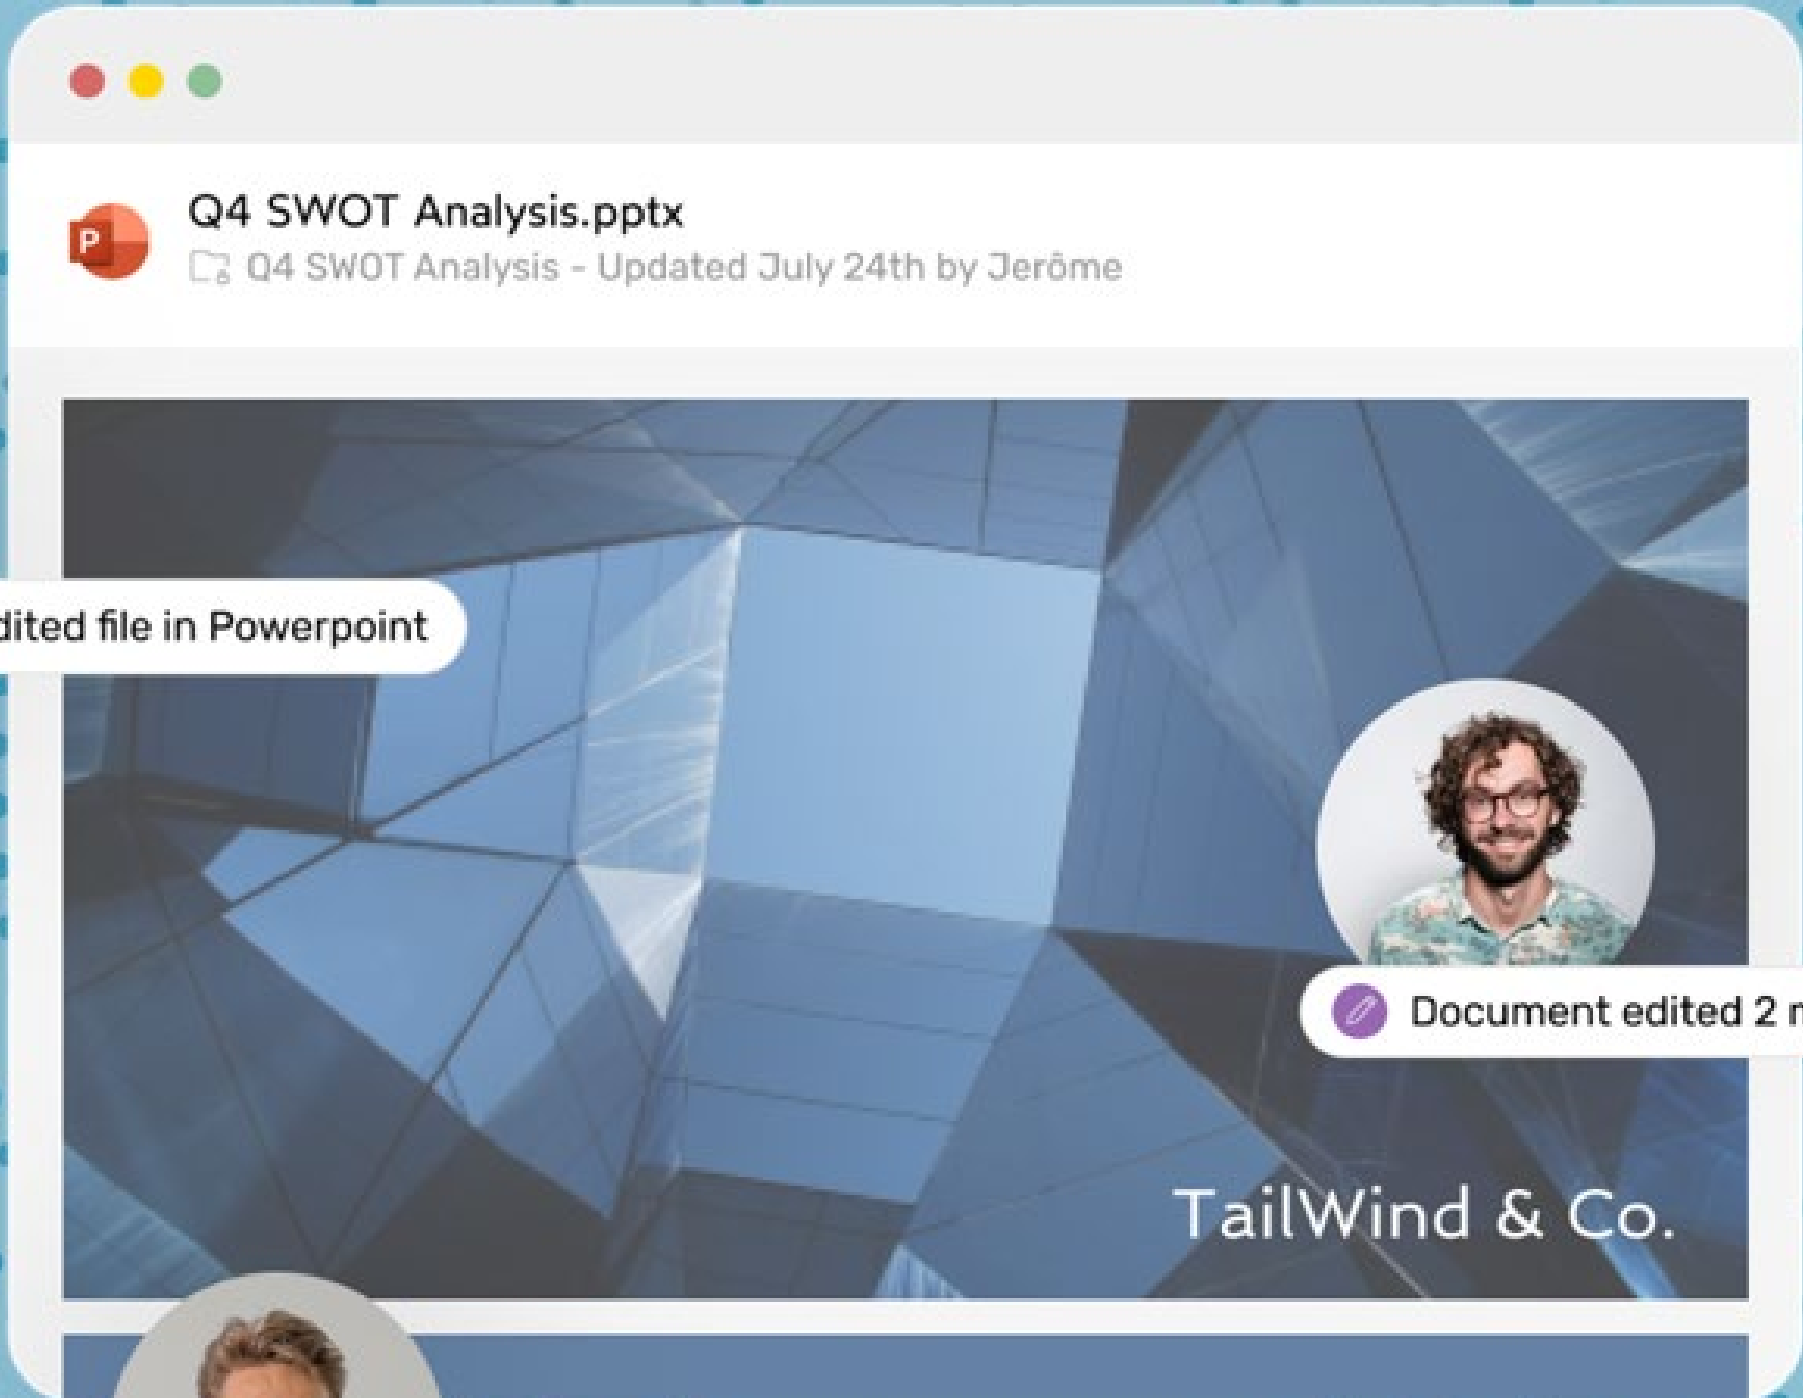 Q4 SWOT Analysis.pptx
Q4 SWOT Analysis - Updated July 24th by Jerôme
dited file in Powerpoint
Document edited 2
TailWind & Co.